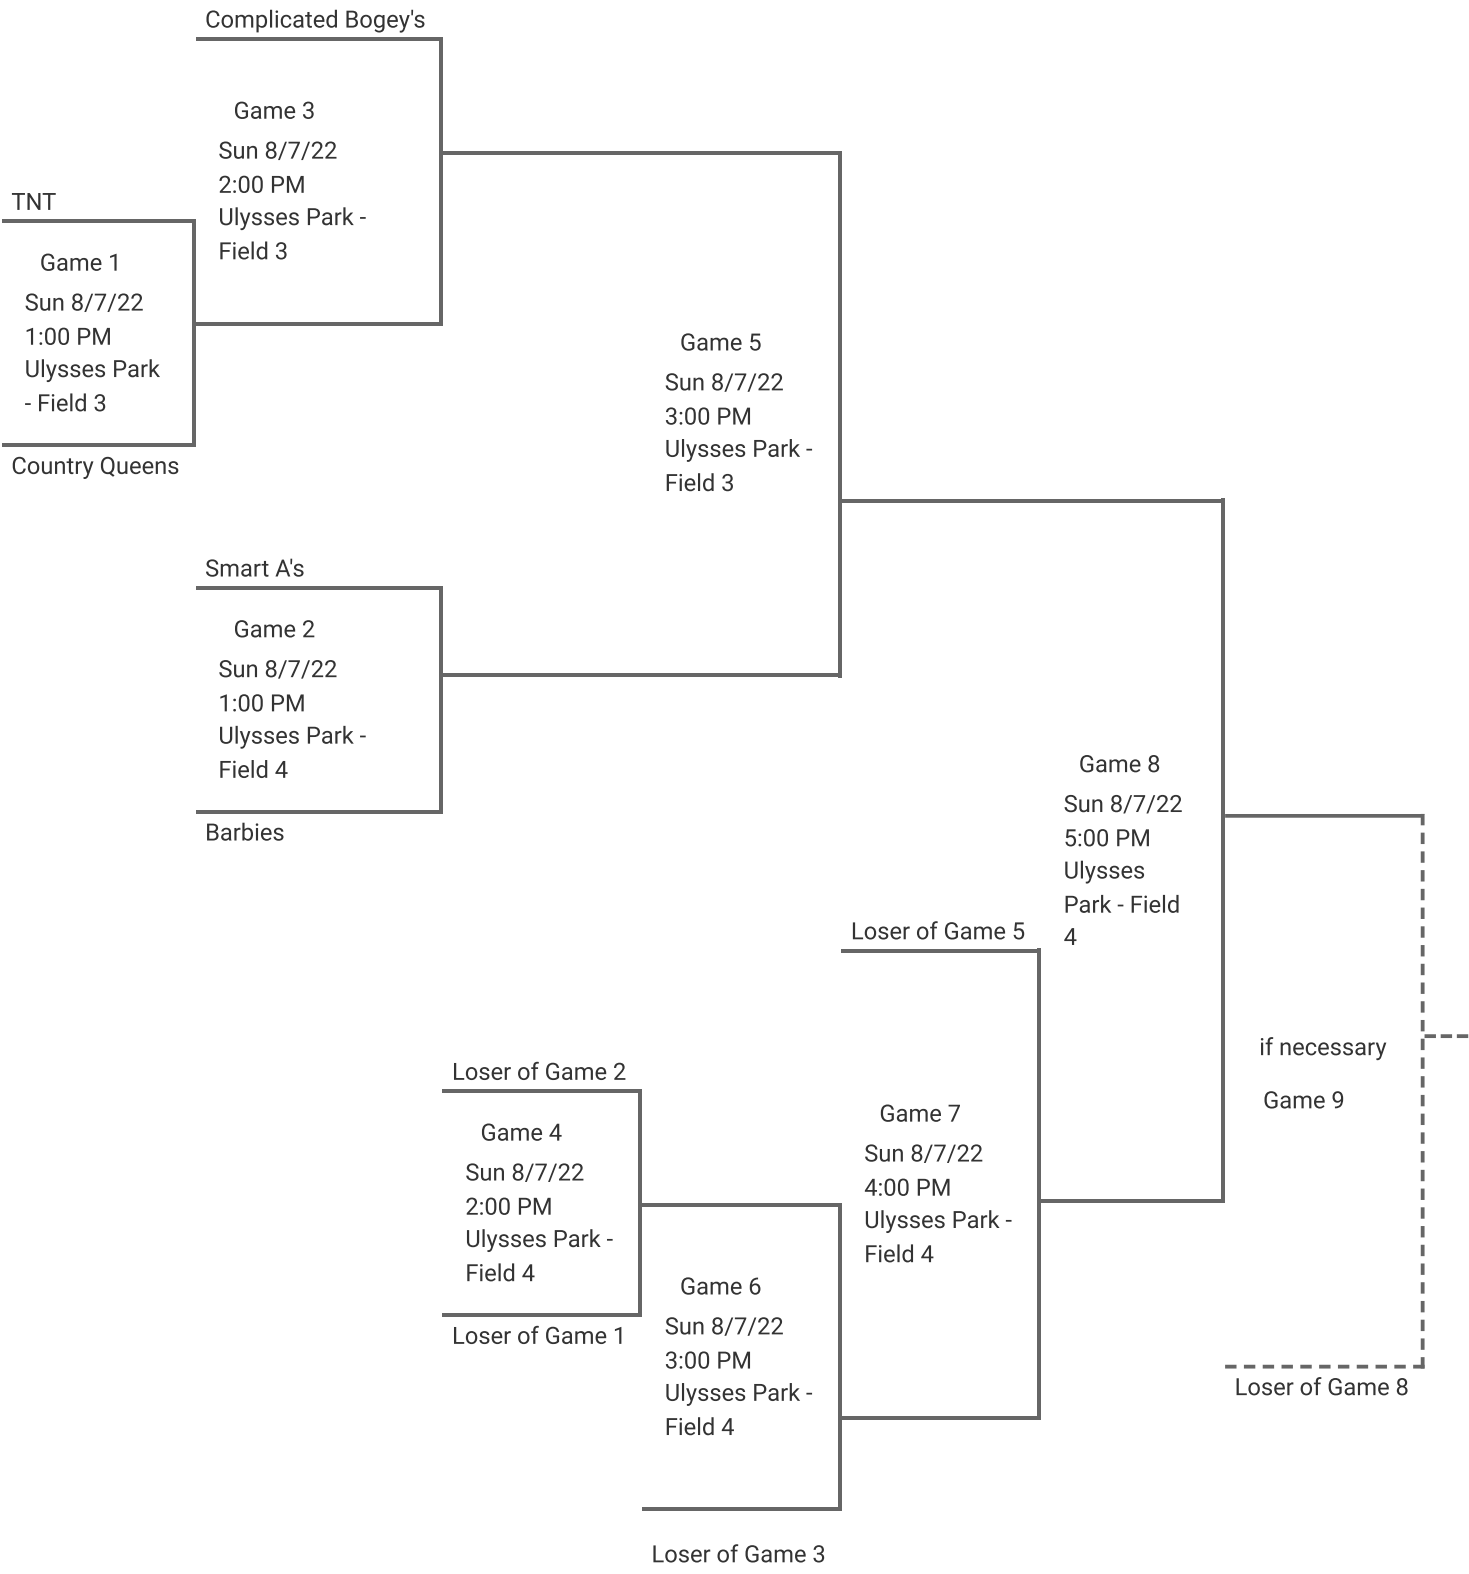 Complicated Bogey's
Game 3
Sun 8/7/22
2:00 PM
Ulysses Park -
Field 3
TNT
Game 1
Sun 8/7/22
1:00 PM
Ulysses Park
- Field 3
Country Queens
Game 5
Sun 8/7/22
3:00 PM
Ulysses Park -
Field 3
Smart A's
Game 2
Sun 8/7/22
1:00 PM
Ulysses Park -
Field 4
Barbies
Game 8
Sun 8/7/22
5:00 PM
Ulysses
Park - Field
4
Loser of Game 5
Game 7
Sun 8/7/22
4:00 PM
Ulysses Park -
Field 4
Loser of Game 2
Game 4
Sun 8/7/22
2:00 PM
Ulysses Park -
Field 4
Loser of Game 1
Game 6
Sun 8/7/22
3:00 PM
Ulysses Park -
Field 4
Loser of Game 3
if necessary
Game 9
Loser of Game 8